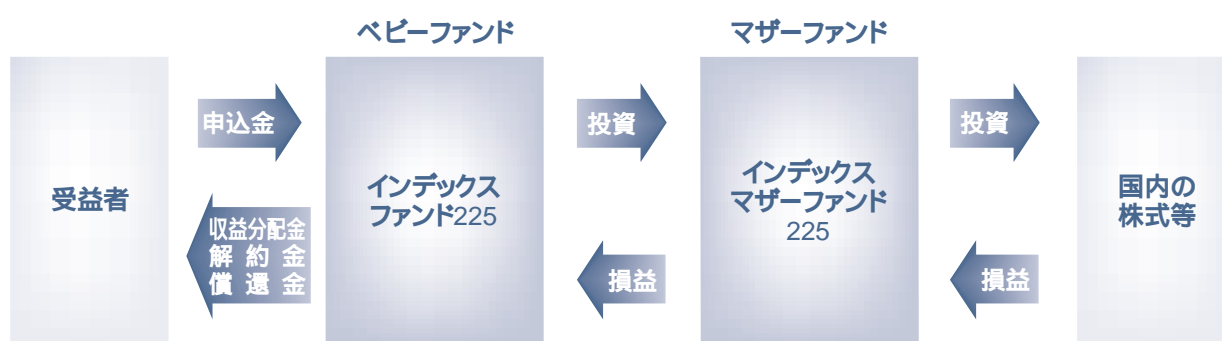 ベビーファンド
マザーファンド
受益者
申込金
収益分配金
解約金
償還金
インデックス
ファンド225
投資
損益
インデックス
マザーファンド
225
投資
損益
国内の
株式等